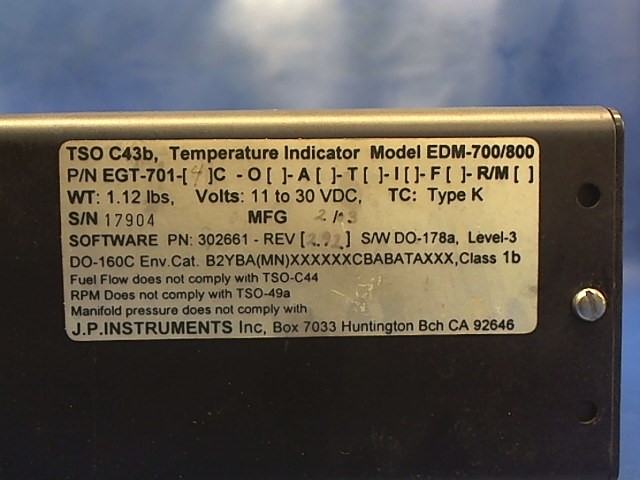 TSO C43b, Temperature Indicator Model EDM-700/800
P/N EGT-701-[4]C - O [ ]- A [ ]- T [ ]- I [ ]- F [ ]- R/M [ ]
WT: 1.12 lbs, Volts: 11 to 30 VDC, TC: Type K
S/N 17904 MFG 2/
SOFTWARE PN: 302661 - REV [ ] S/W DO-178a, Level-3
DO-160C Env.Cat. B2YBA(MN)XXXXXXCBABATAXXX,Class 1b
Fuel Flow does not comply with TSO-C44
RPM Does not comply with TSO-49a
Manifold pressure does not comply with
J.P.INSTRUMENTS Inc, Box 7033 Huntington Bch CA 92646